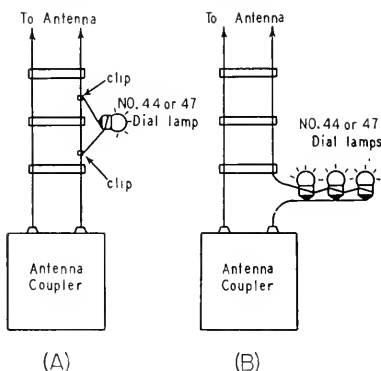 To Antenna
clip
NO. 44 or 47
Dial lamp
clip
Antenna
Coupler
(A)
To Antenna
NO. 44 or 47
Dial lamps
Antenna
Coupler
(B)